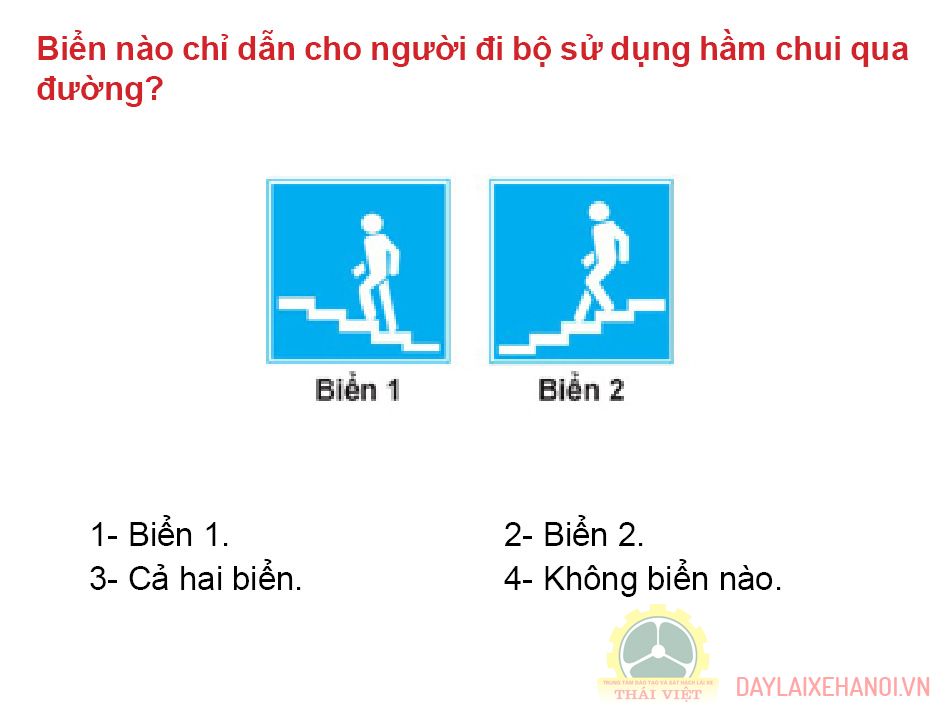 Biển nào chỉ dẫn cho người đi bộ sử dụng hầm chui qua
đường?
Biển 1
Biển 2
1- Biển 1.
2- Biển 2.
3- Cả hai biển.
4- Không biển nào.
TRUNG TÂM ĐÀO TẠO VÀ SÁT HẠCH LÁI XE
THÁI VIỆT
DAYLAIXEHANOI.VN